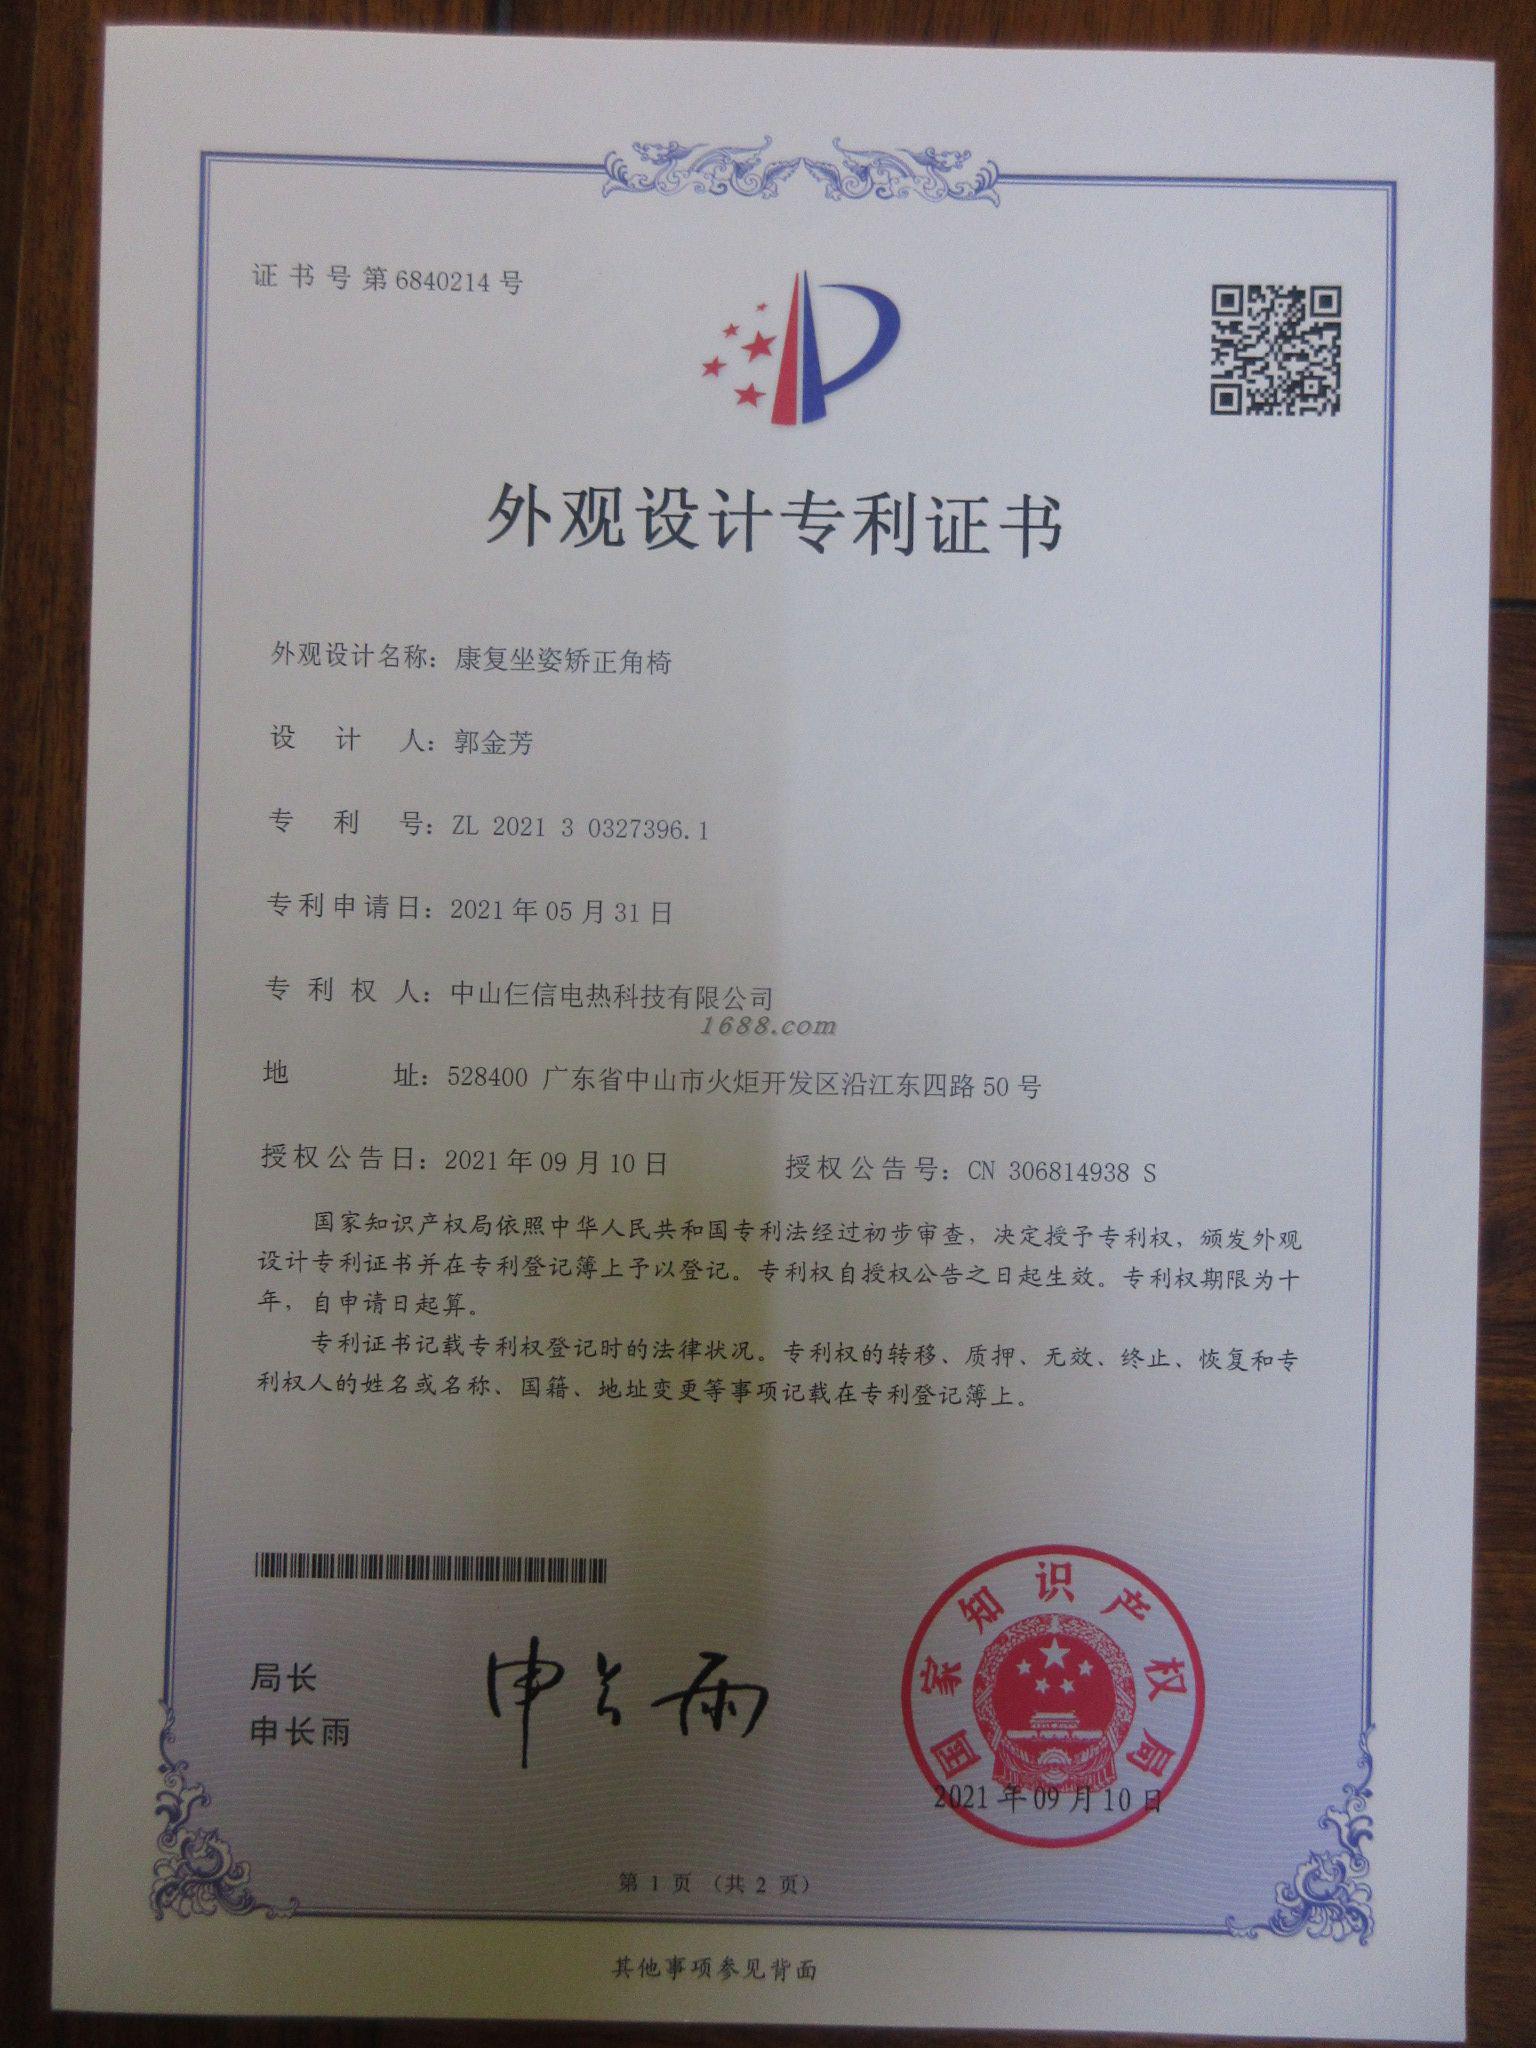 证书号第6840214号
外观设计专利证书
外观设计名称：康复坐姿矫正角椅
设计人：郭金芳
专利号：ZL 2021 3 0327396.1
专利申请日：2021年05月31日
专利权人：中山仨信电热科技有限公司
1688.com
地址：528400 广东省中山市火炬开发区沿江东四路50号
授权公告日：2021年09月10日 授权公告号：CN 306814938 S
国家知识产权局依照中华人民共和国专利法经过初步审查，决定授予专利权，颁发外观
设计专利证书并在专利登记簿上予以登记。专利权自授权公告之日起生效。专利权期限为十
年，自申请日起算。
专利证书记载专利权登记时的法律状况。专利权的转移、质押、无效、终止、恢复和专
利权人的姓名或名称、国籍、地址变更等事项记载在专利登记簿上。
局长
申长雨
申长雨
国家知识产权局
2021年09月10日
第 1 页 （共 2 页）
其他事项参见背面